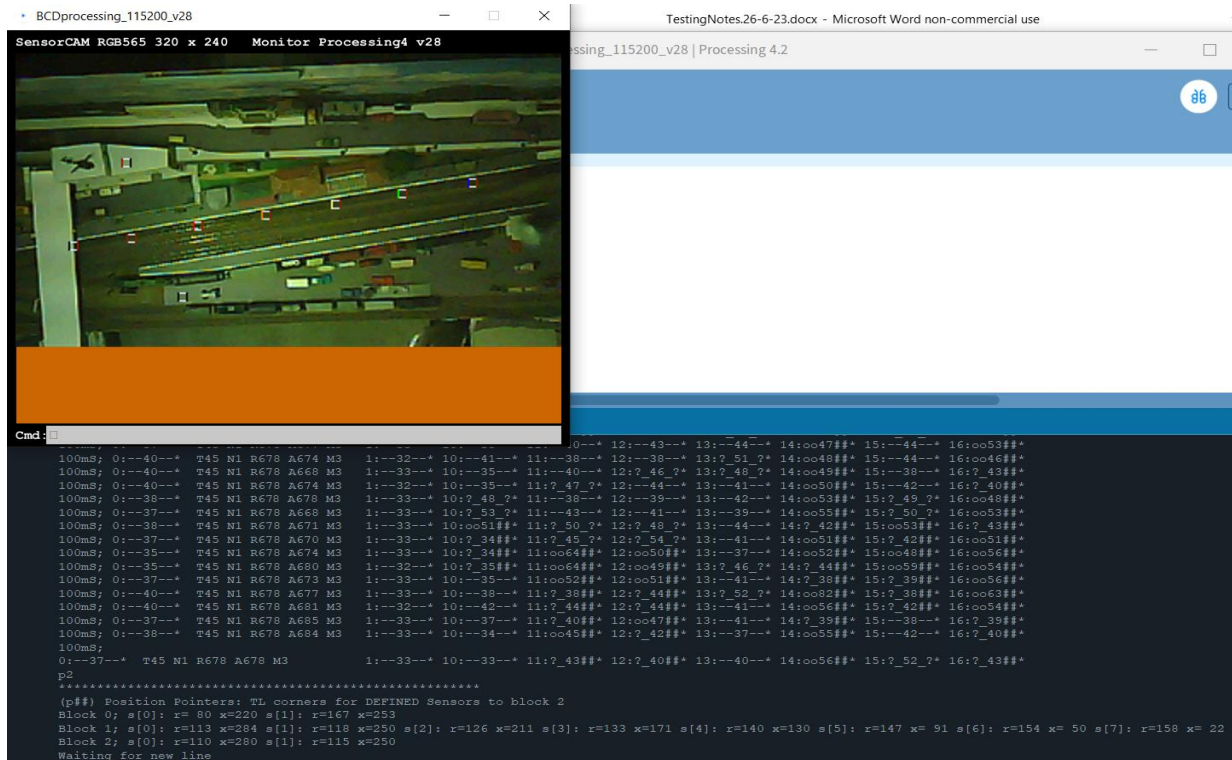 BCDprocessing_115200_v28
TestingNotes.26-6-23.docx - Microsoft Word non-commercial use
SensorCAM RGB565 320 x 240 Monitor Processing4 v28
essing_115200_v28 | Processing 4.2
Cmd:
100mS; 0:--40--* T45 N1 R678 A674 M3 1:--32--* 10:--41--* 11:--38--* 12:--38--* 13:?_51_?* 14:oo48##* 15:--44--* 16:oo46##*
100mS; 0:--40--* T45 N1 R678 A668 M3 1:--33--* 10:--35--* 11:--40--* 12:?_46_?* 13:?_48_?* 14:oo49##* 15:--38--* 16:?_43##*
100mS; 0:--40--* T45 N1 R678 A674 M3 1:--32--* 10:--35--* 11:?_47_?* 12:--44--* 13:--41--* 14:oo50##* 15:--42--* 16:?_40##*
100mS; 0:--38--* T45 N1 R678 A678 M3 1:--33--* 10:?_48_?* 11:--38--* 12:--39--* 13:--42--* 14:oo53##* 15:?_49_?* 16:oo48##*
100mS; 0:--37--* T45 N1 R678 A668 M3 1:--33--* 10:?_53_?* 11:--43--* 12:--41--* 13:--39--* 14:oo55##* 15:?_50_?* 16:oo53##*
100mS; 0:--38--* T45 N1 R678 A671 M3 1:--33--* 10:oo51##* 11:?_50_?* 12:?_48_?* 13:--44--* 14:?_42##* 15:oo53##* 16:?_43##*
100mS; 0:--37--* T45 N1 R678 A670 M3 1:--33--* 10:?_34##* 11:?_45_?* 12:?_54_?* 13:--41--* 14:oo51##* 15:?_42##* 16:oo51##*
100mS; 0:--35--* T45 N1 R678 A674 M3 1:--33--* 10:?_34##* 11:oo64##* 12:oo50##* 13:--37--* 14:oo52##* 15:oo48##* 16:oo56##*
100mS; 0:--35--* T45 N1 R678 A680 M3 1:--32--* 10:?_35##* 11:oo64##* 12:oo49##* 13:?_46_?* 14:?_44##* 15:oo59##* 16:oo54##*
100mS; 0:--37--* T45 N1 R678 A673 M3 1:--33--* 10:--35--* 11:oo52##* 12:oo51##* 13:--41--* 14:?_38##* 15:?_39##* 16:oo56##*
100mS; 0:--40--* T45 N1 R678 A677 M3 1:--33--* 10:--38--* 11:?_38##* 12:?_44##* 13:?_52_?* 14:oo82##* 15:?_38##* 16:oo63##*
100mS; 0:--40--* T45 N1 R678 A681 M3 1:--32--* 10:--42--* 11:?_44##* 12:?_44##* 13:--41--* 14:oo56##* 15:?_42##* 16:oo54##*
100mS; 0:--40--* T45 N1 R678 A685 M3 1:--33--* 10:--37--* 11:?_40##* 12:oo47##* 13:--41--* 14:?_39##* 15:--38--* 16:?_39##*
100mS; 0:--38--* T45 N1 R678 A684 M3 1:--33--* 10:--34--* 11:oo45##* 12:?_42##* 13:--37--* 14:oo55##* 15:--42--* 16:?_40##*
100mS;
0:--37--* T45 N1 R678 A678 M3 1:--33--* 10:--33--* 11:?_43##* 12:?_40##* 13:--40--* 14:oo56##* 15:?_52_?* 16:?_43##*
p2
*******************************************************
(p##) Position Pointers: TL corners for DEFINED Sensors to block 2
Block 0; s[0]: r= 80 x=220 s[1]: r=167 x=253
Block 1; s[0]: r=113 x=284 s[1]: r=118 x=250 s[2]: r=126 x=211 s[3]: r=133 x=171 s[4]: r=140 x=130 s[5]: r=147 x= 91 s[6]: r=154 x= 50 s[7]: r=158 x= 22
Block 2; s[0]: r=110 x=280 s[1]: r=115 x=250
Waiting for new line